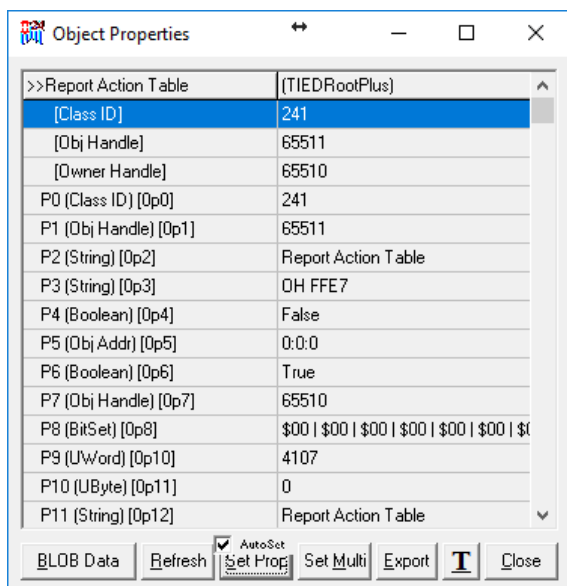 Object Properties
>>Report Action Table (TIEDRootPlus)
[Class ID] 241
[Obj Handle] 65511
[Owner Handle] 65510
P0 (Class ID) [0p0] 241
P1 (Obj Handle) [0p1] 65511
P2 (String) [0p2] Report Action Table
P3 (String) [0p3] OH FFE7
P4 (Boolean) [0p4] False
P5 (Obj Addr) [0p5] 0:0:0
P6 (Boolean) [0p6] True
P7 (Obj Handle) [0p7] 65510
P8 (BitSet) [0p8] $00 | $00 | $00 | $00 | $00 | $00 |
P9 (UWord) [0p10] 4107
P10 (UByte) [0p11] 0
P11 (String) [0p12] Report Action Table
AutoSet
BLOB Data Refresh Set Prop Set Multi Export T Close